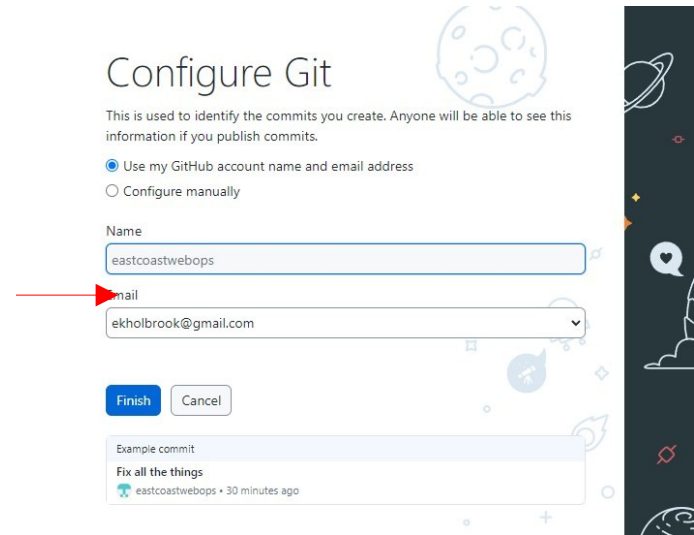 Configure Git
This is used to identify the commits you create. Anyone will be able to see this
information if you publish commits.
Use my GitHub account name and email address
Configure manually
Name
eastcoastwebops
Email
ekholbrook@gmail.com
Finish Cancel
Example commit
Fix all the things
eastcoastwebops • 30 minutes ago